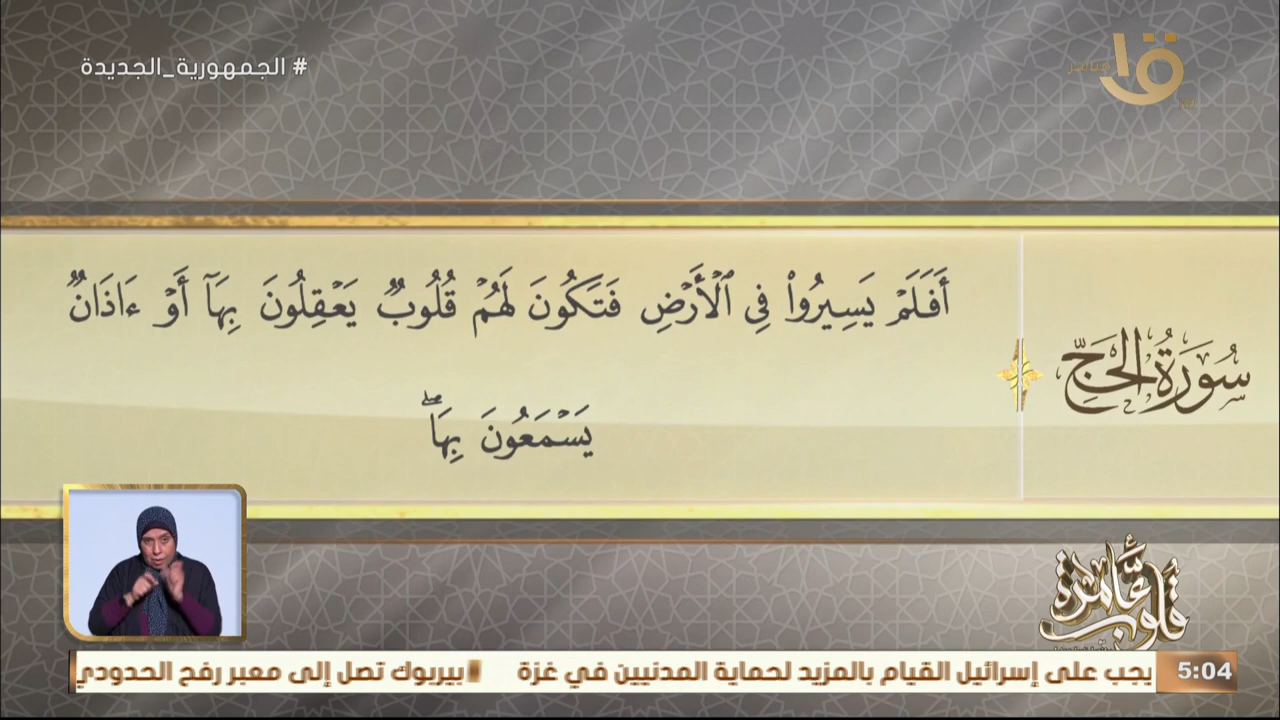 # الجمهورية_الجديدة
مباشر
سُورَةُ الحَجِّ
أَفَلَمْ يَسِيرُوا۟ فِى ٱلْأَرْضِ فَتَكُونَ لَهُمْ قُلُوبٌ يَعْقِلُونَ بِهَآ أَوْ ءَاذَانٌ
يَسْمَعُونَ بِهَا ۖ
قلوب عامرة
5:04
يجب على إسرائيل القيام بالمزيد لحماية المدنيين في غزة
بيربوك تصل إلى معبر رفح الحدودي